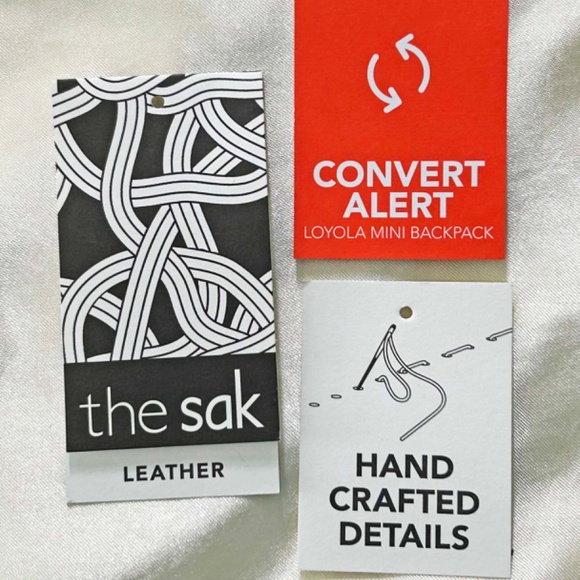 the sak
LEATHER
CONVERT
ALERT
LOYOLA MINI BACKPACK
HAND
CRAFTED
DETAILS